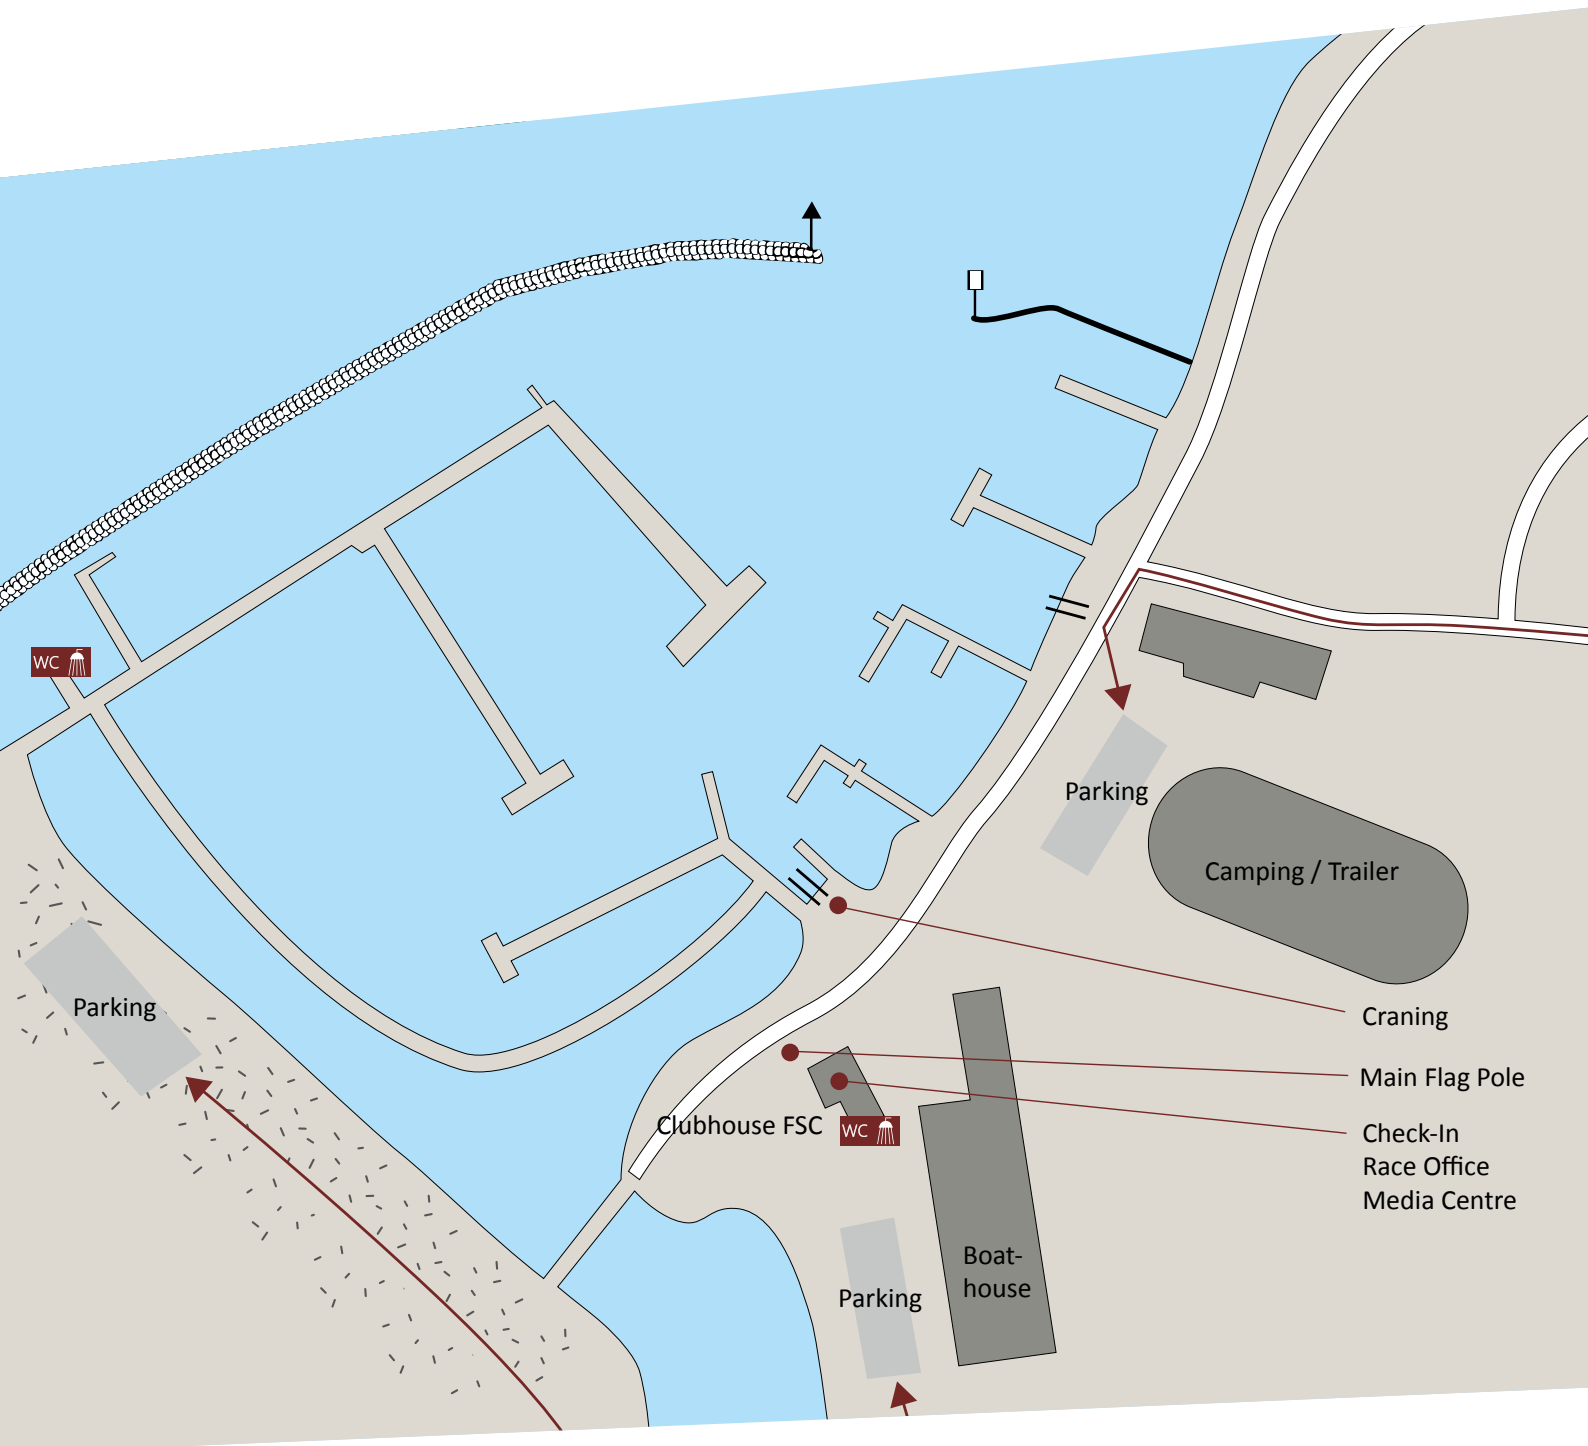 WC
Parking
Camping / Trailer
Parking
Craning
Main Flag Pole
Clubhouse FSC
WC
Check-In
Race Office
Media Centre
Boat-
house
Parking